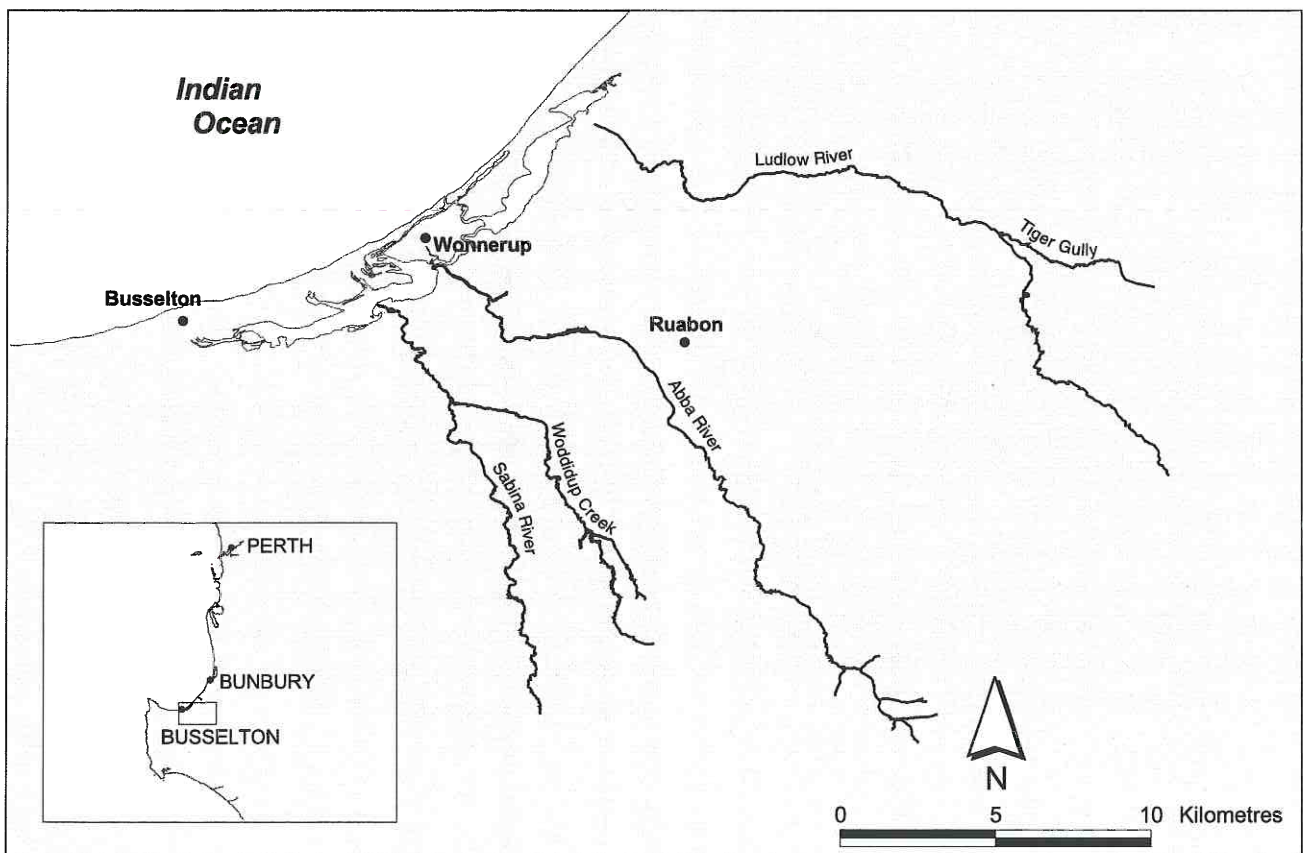 Indian
Ocean
Ludlow River
Tiger Gully
Wonnerup
Busselton
Ruabon
Abba River
Woddidup Creek
Sabina River
PERTH
BUNBURY
BUSSELTON
N
0 5 10 Kilometres